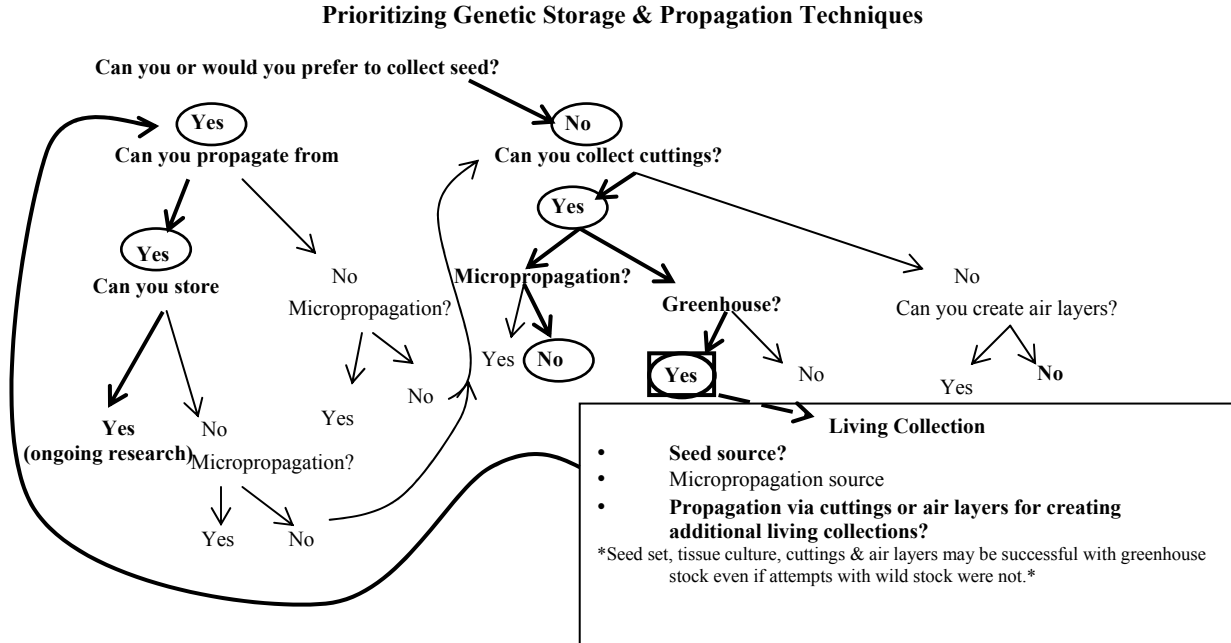 Prioritizing Genetic Storage & Propagation Techniques
Can you or would you prefer to collect seed?
Yes
Can you propagate from
Yes
Can you store
Yes
(ongoing research)
No
Micropropagation?
Yes
No
No
Micropropagation?
Yes
No
No
Can you collect cuttings?
Yes
Micropropagation?
Yes
No
Greenhouse?
Yes
No
No
Can you create air layers?
Yes
No
Living Collection
• Seed source?
• Micropropagation source
• Propagation via cuttings or air layers for creating
additional living collections?
*Seed set, tissue culture, cuttings & air layers may be successful with greenhouse
stock even if attempts with wild stock were not.*